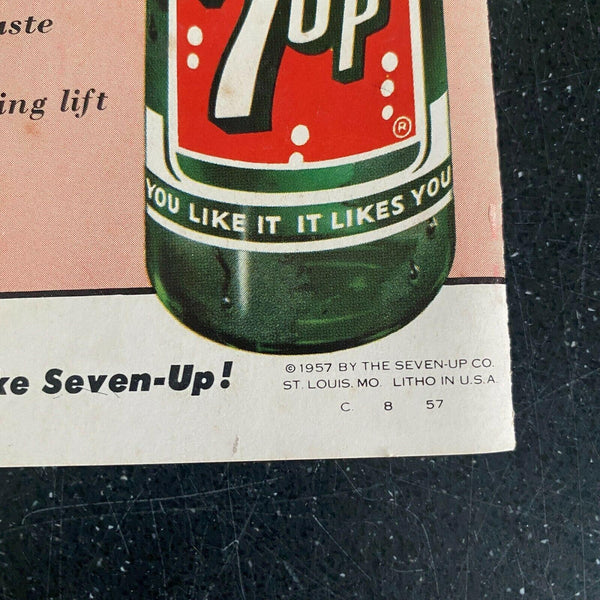 7up
ing lift
®
YOU LIKE IT IT LIKES YOU
ke Seven-Up!
© 1957 BY THE SEVEN-UP CO.
ST. LOUIS, MO. LITHO IN U.S.A.
C. 8 57